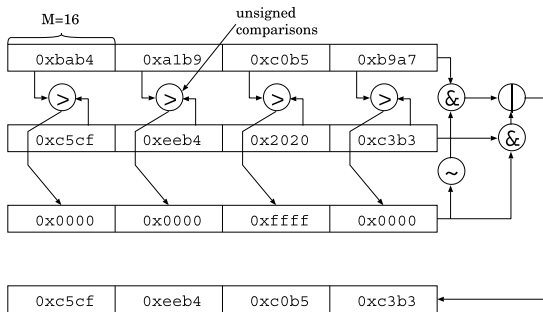 M=16
unsigned
comparisons
0xbab4 0xa1b9 0xc0b5 0xb9a7
> > > > & |
0xc5cf 0xeeb4 0x2020 0xc3b3 &
~
0x0000 0x0000 0xffff 0x0000
0xc5cf 0xeeb4 0xc0b5 0xc3b3